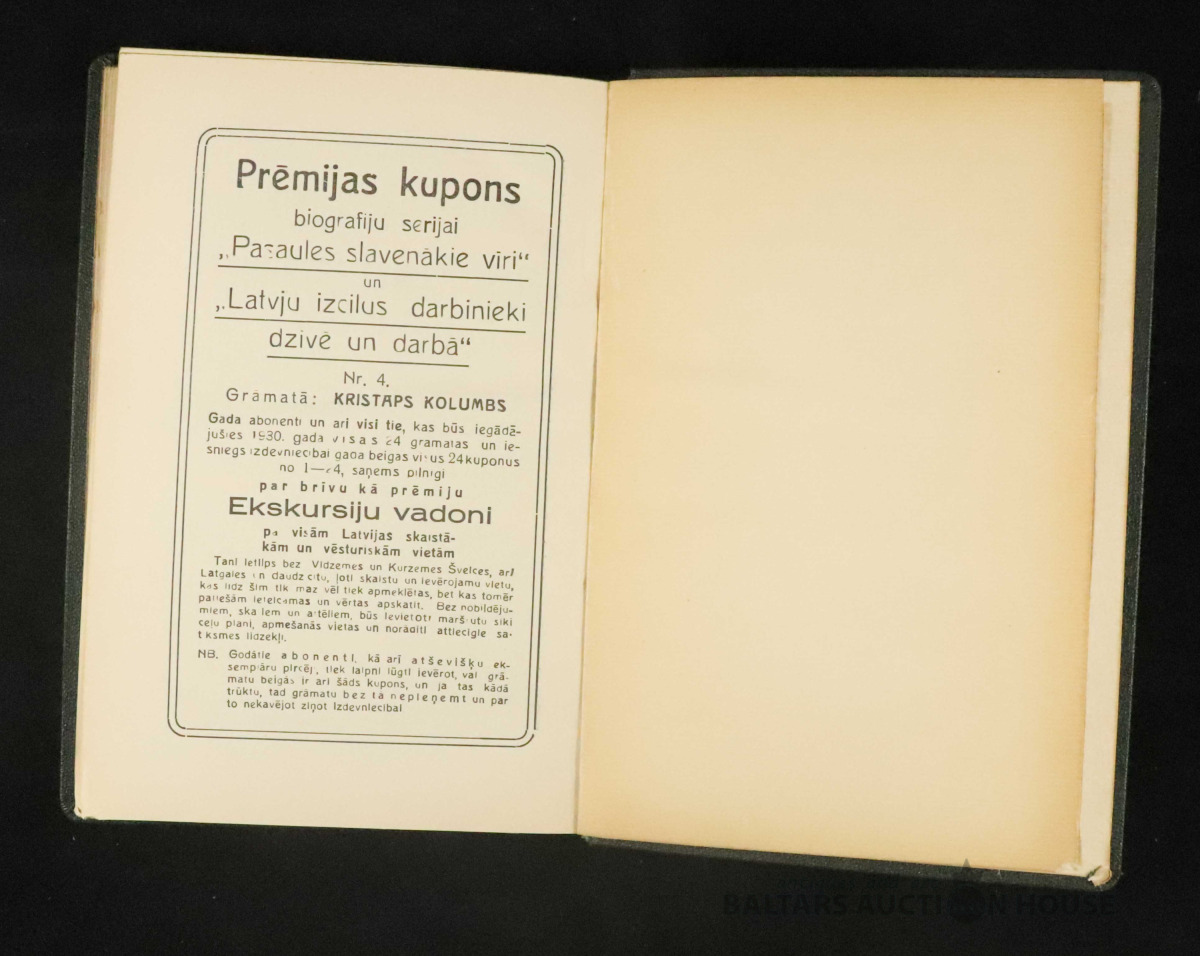 Prēmijas kupons
biografiju serijai
„Pasaules slavenākie vīri“
un
„Latvju izcilus darbinieki
dzīvē un darbā“
Nr. 4.
Grāmatā: KRISTAPS KOLUMBS
Gada abonenti un arī visi tie, kas būs iegādā-
jušies 1930. gada visas 24 gramatas un ie-
sniegs izdevniecībai gada beigās visus 24 kuponus
no 1—24, saņems pilnīgi
par brīvu kā prēmiju
Ekskursiju vadoni
pa visām Latvijas skaistā-
kām un vēsturiskām vietām
Tanī ietilps bez Vidzemes un Kurzemes Šveices, arī
Latgales un daudz citu, ļoti skaistu un ievērojamu vietu,
kas līdz šim tik maz vēl tiek apmeklētas, bet kas tomēr
patiešām ieteicamas un vērtas apskatīt. Bez nobildēju-
miem, skatiem un attēliem, būs ievietoti maršrutu sīki
ceļu plāni, apmešanās vietas un norādīti attiecīgie sa-
tiksmes līdzekļi.
NB. Godātie abonenti, kā arī atsevišķu ek-
semplāru pircēji, tiek laipni lūgti ievērot, vai grā-
matu beigās ir arī šāds kupons, un ja tas kādā
trūktu, tad grāmatu bez tā nepieņemt un par
to nekavējot ziņot Izdevniecībai
BALTARS AUCTION HOUSE